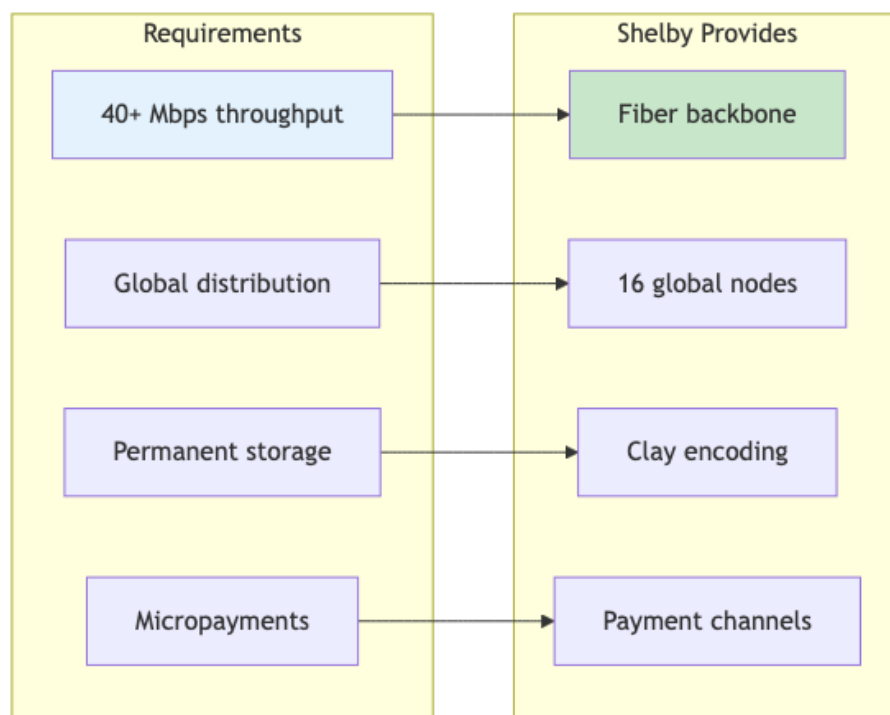 Requirements
Shelby Provides
40+ Mbps throughput
Fiber backbone
Global distribution
16 global nodes
Permanent storage
Clay encoding
Micropayments
Payment channels